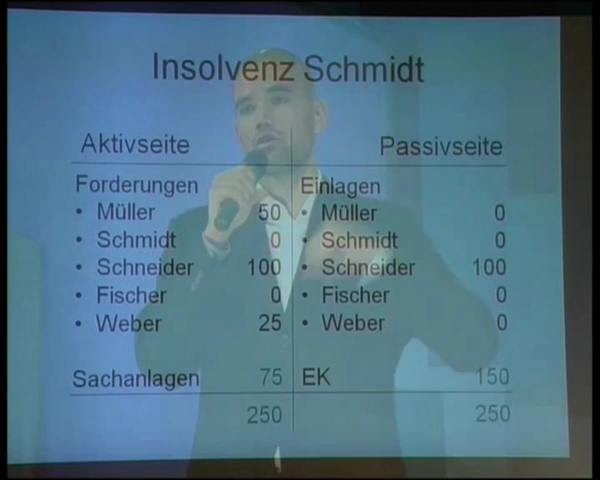 Insolvenz Schmidt
Aktivseite Passivseite
Forderungen Einlagen
• Müller 50 • Müller 0
• Schmidt 0 • Schmidt 0
• Schneider 100 • Schneider 100
• Fischer 0 • Fischer 0
• Weber 25 • Weber 0
Sachanlagen 75 EK 150
250 250